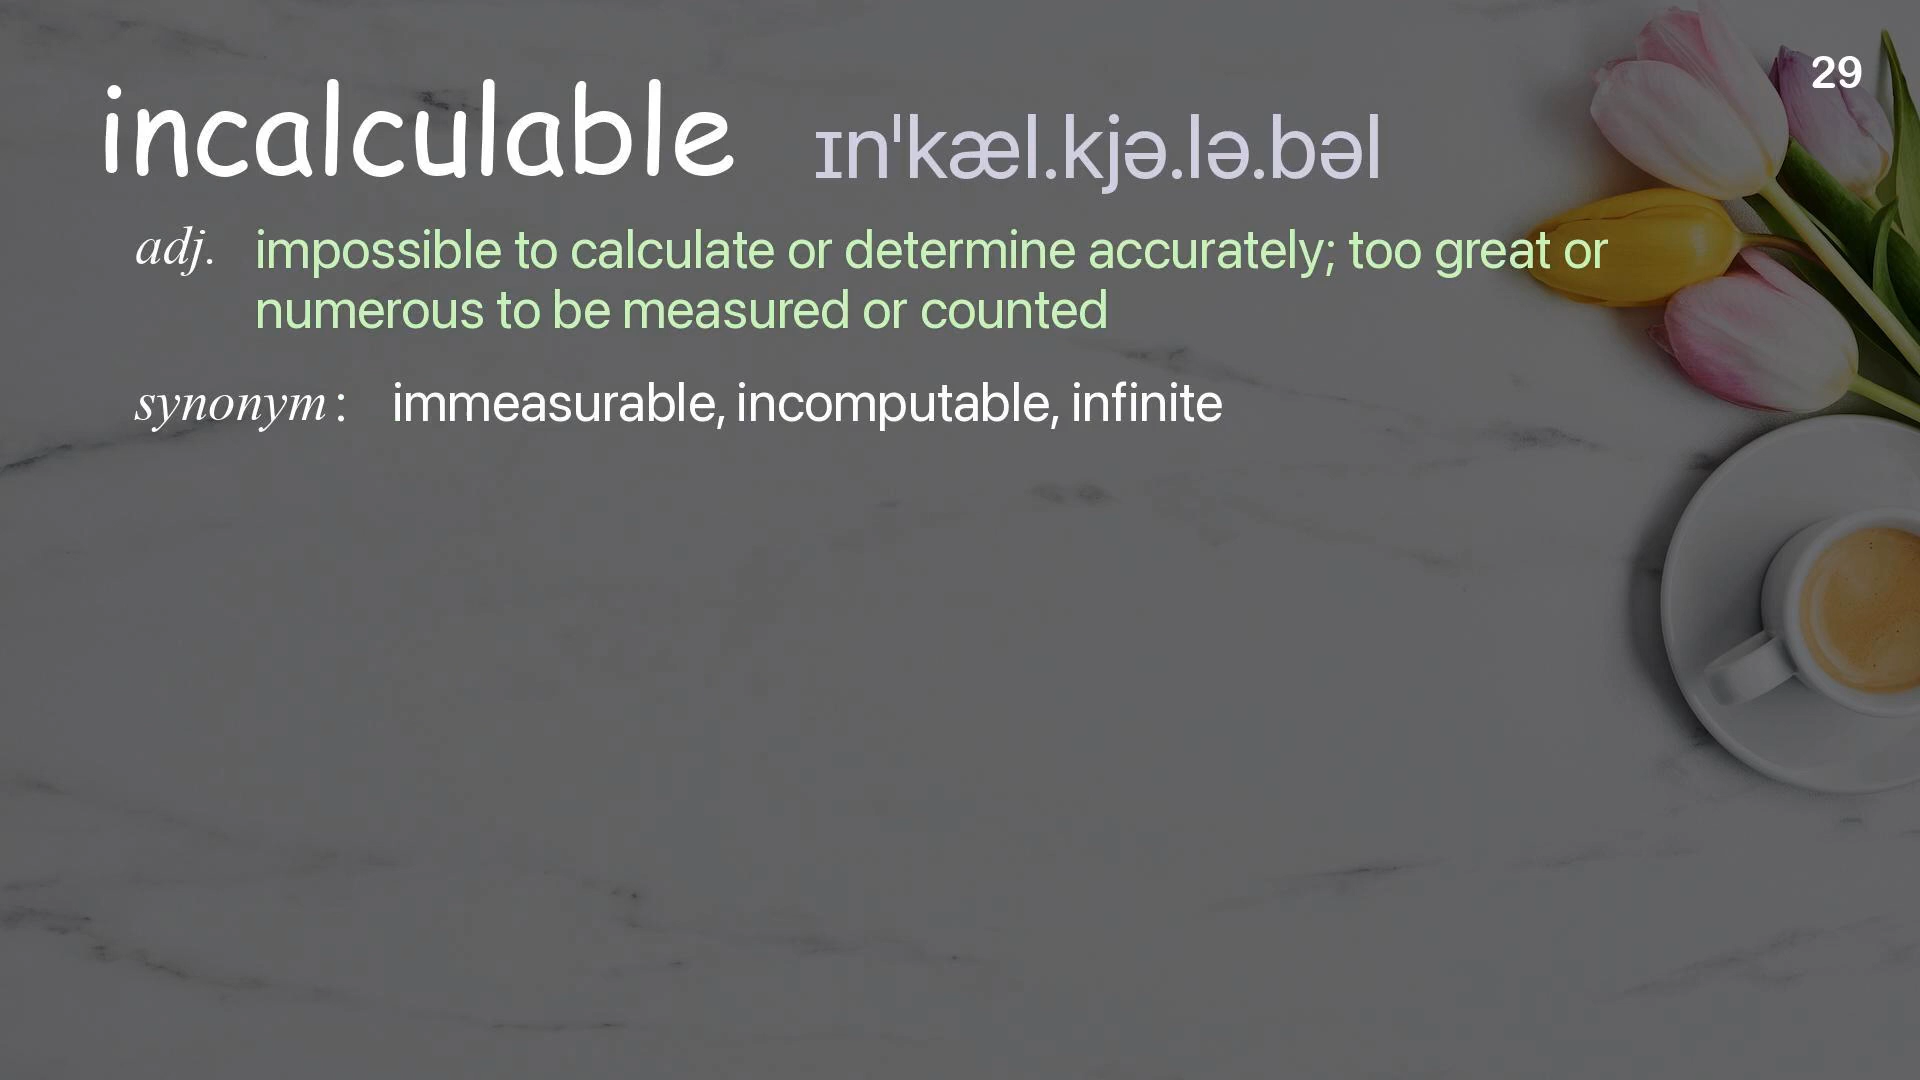 29
incalculable ɪnˈkæl.kjə.lə.bəl
adj. impossible to calculate or determine accurately; too great or
numerous to be measured or counted
synonym : immeasurable, incomputable, infinite